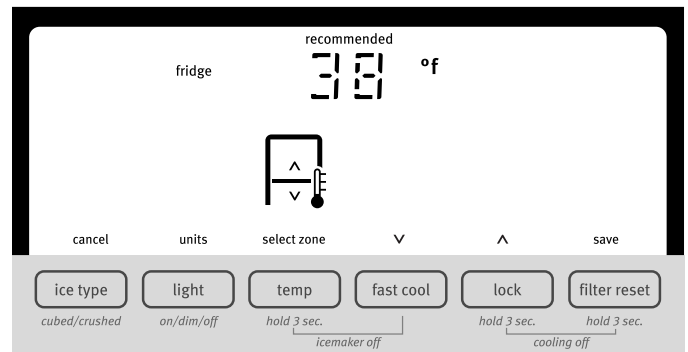 recommended
fridge 38 °f
cancel units select zone ∨ ∧ save
ice type light temp fast cool lock filter reset
cubed/crushed on/dim/off hold 3 sec. hold 3 sec. hold 3 sec.
icemaker off cooling off